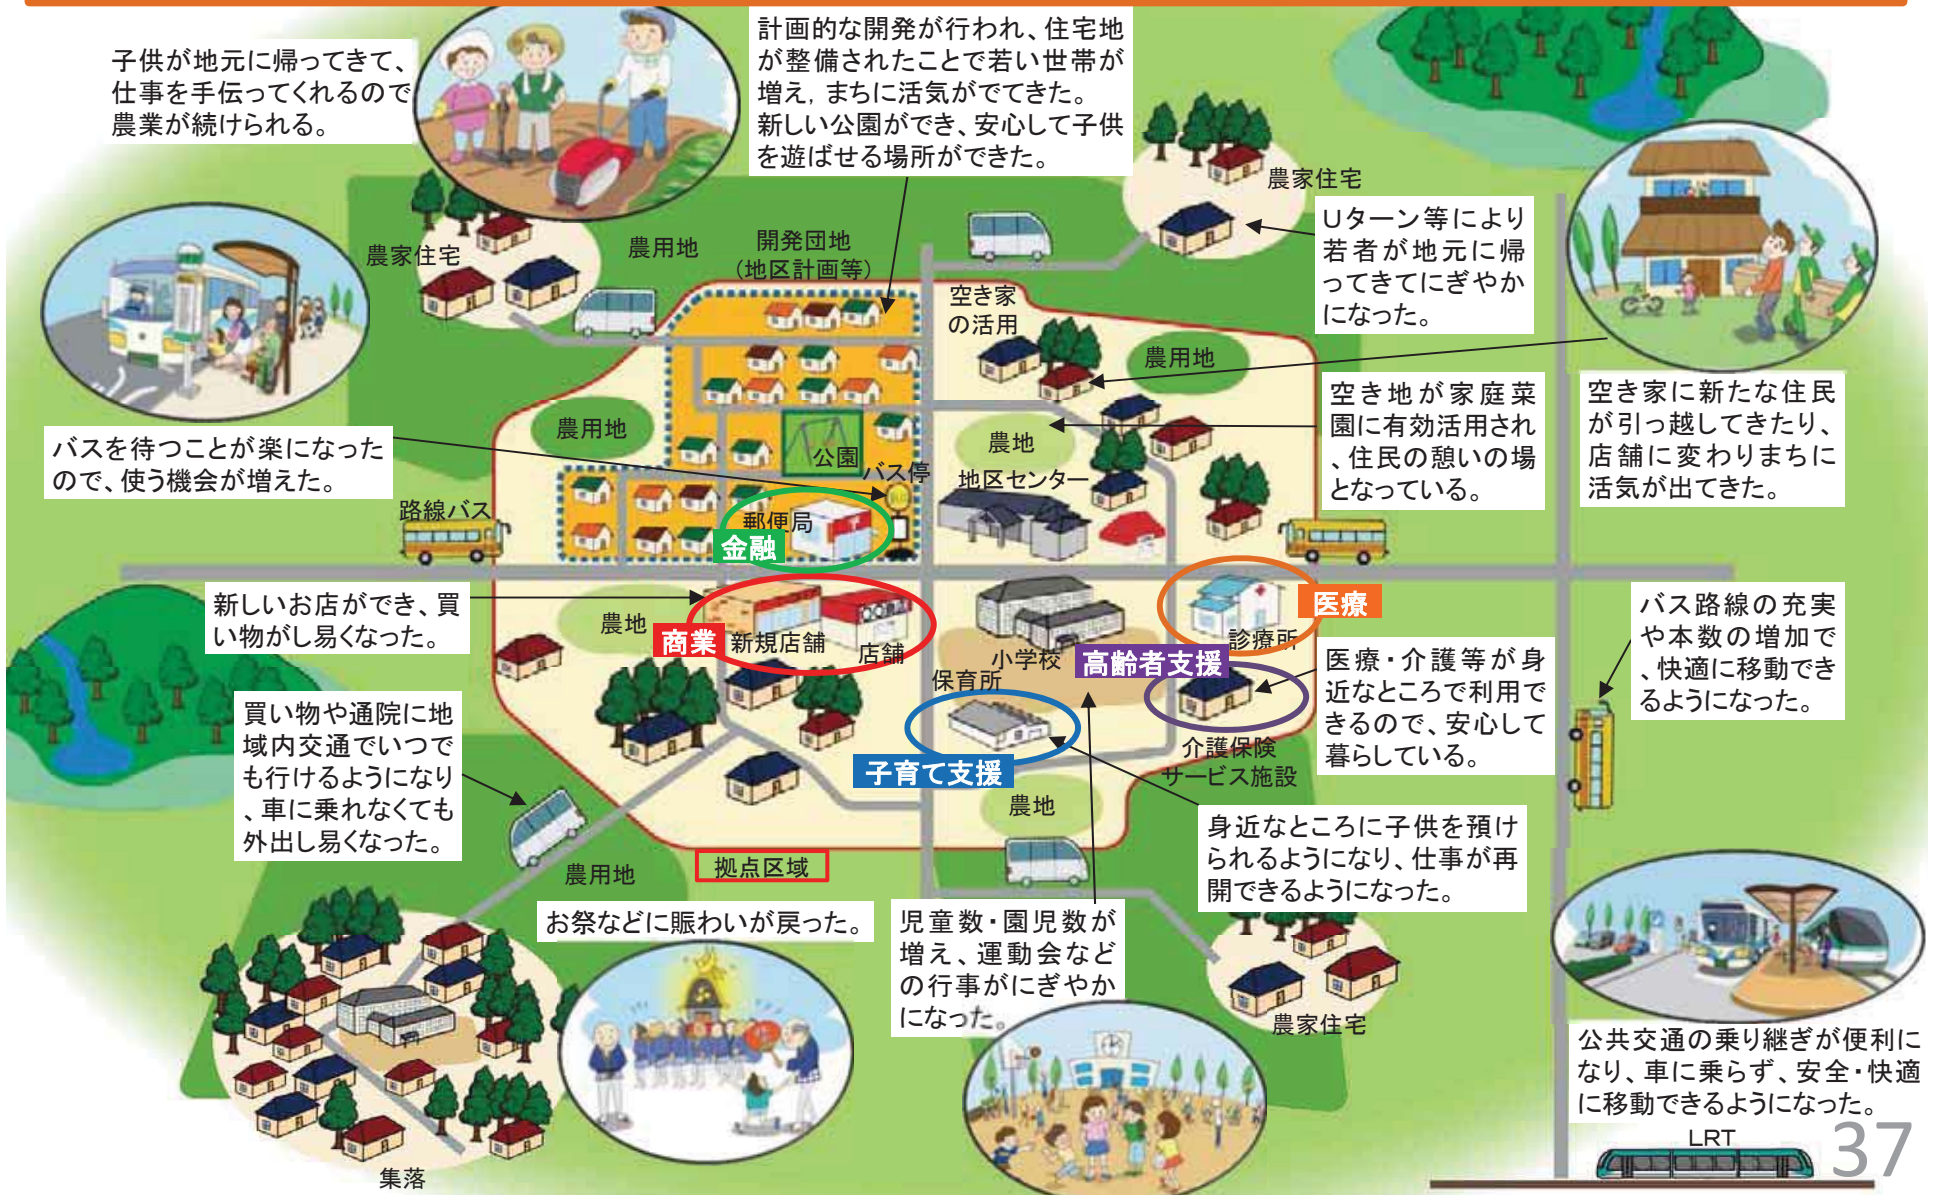 子供が地元に帰ってきて、
仕事を手伝ってくれるので
農業が続けられる。
計画的な開発が行われ、住宅地
が整備されたことで若い世帯が
増え，まちに活気がでてきた。
新しい公園ができ、安心して子供
を遊ばせる場所ができた。
農家住宅
Uターン等により
若者が地元に帰
ってきてにぎやか
になった。
農家住宅
農用地
開発団地
(地区計画等)
空き家
の活用
農用地
空き地が家庭菜
園に有効活用され
、住民の憩いの場
となっている。
空き家に新たな住民
が引っ越してきたり、
店舗に変わりまちに
活気が出てきた。
バスを待つことが楽になった
ので、使う機会が増えた。
農用地
公園
バス停
農地
地区センター
路線バス
郵便局
金融
新しいお店ができ、買
い物がし易くなった。
農地
商業
新規店舗
店舗
小学校
診療所
医療
高齢者支援
保育所
子育て支援
介護保険
サービス施設
医療・介護等が身
近なところで利用で
きるので、安心して
暮らしている。
バス路線の充実
や本数の増加で
、快適に移動でき
るようになった。
買い物や通院に地
域内交通でいつで
も行けるようになり
、車に乗れなくても
外出し易くなった。
農地
農用地
拠点区域
身近なところに子供を預け
られるようになり、仕事が再
開できるようになった。
お祭などに賑わいが戻った。
児童数・園児数が
増え、運動会など
の行事がにぎやか
になった。
農家住宅
公共交通の乗り継ぎが便利に
なり、車に乗らず、安全・快適
に移動できるようになった。
LRT
集落
37